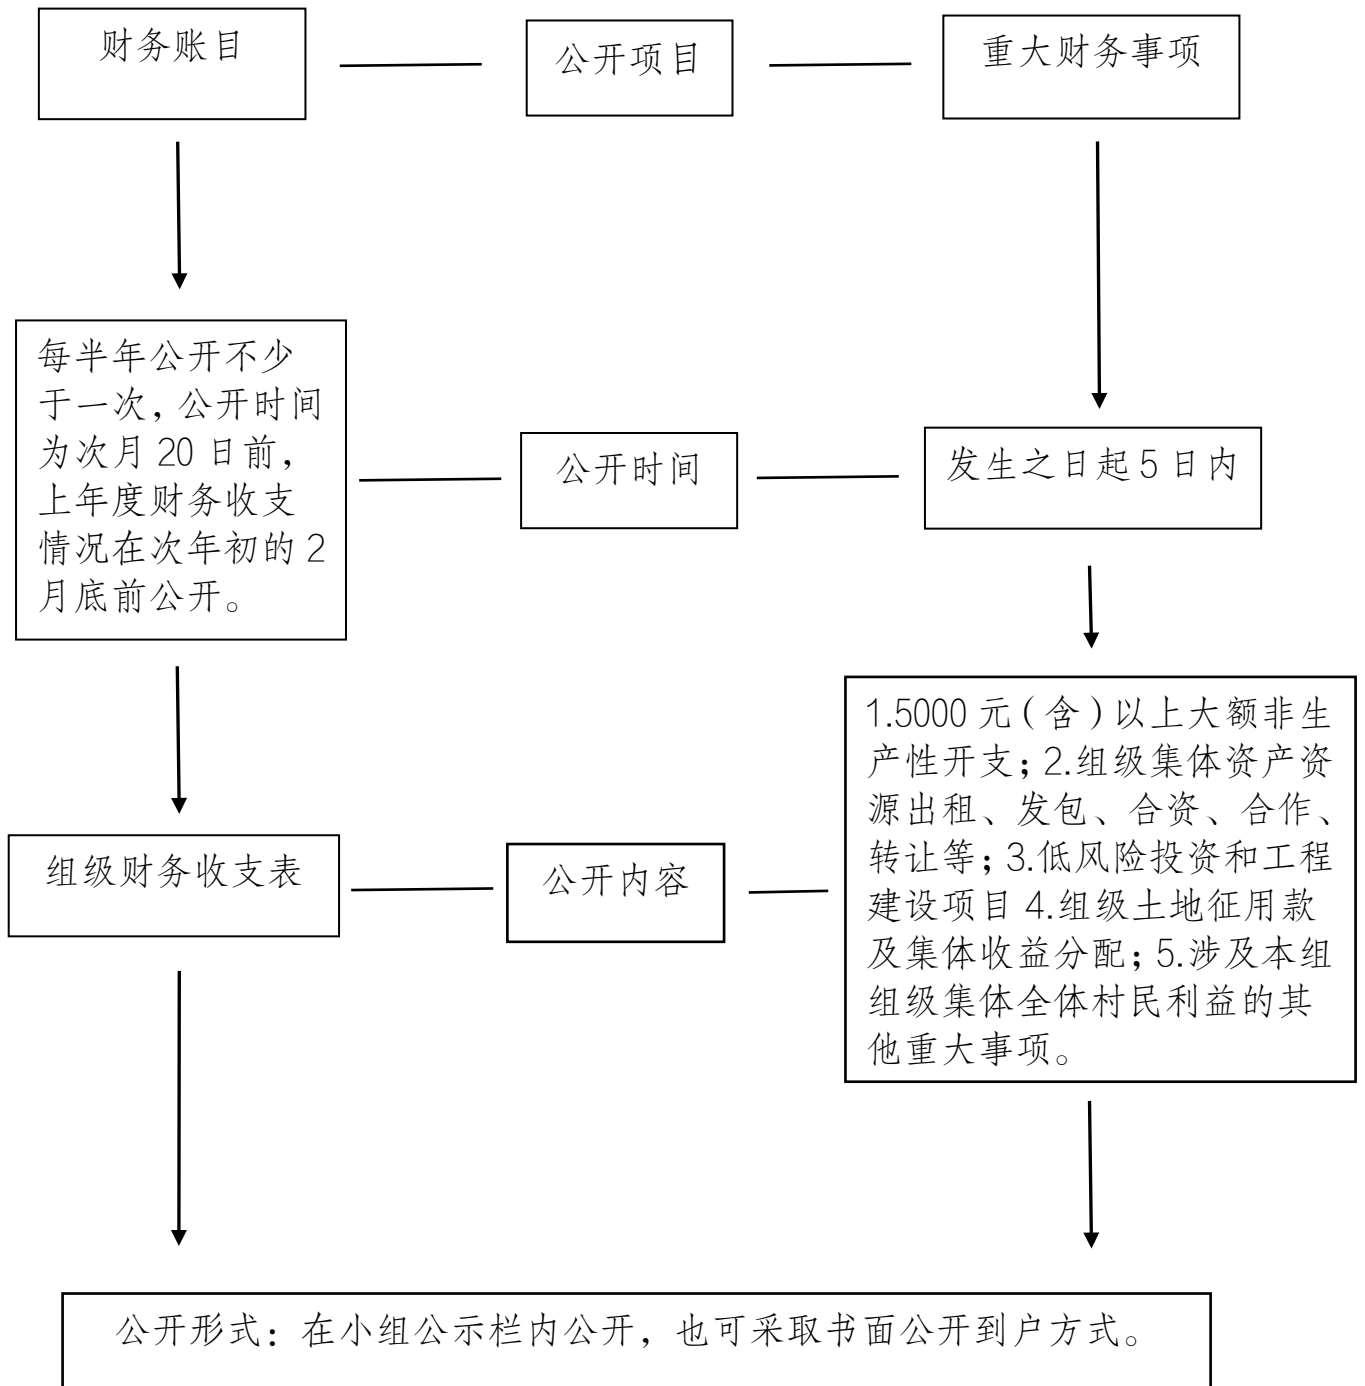 财务账目
公开项目
重大财务事项
每半年公开不少
于一次，公开时间
为次月 20 日前，
上年度财务收支
情况在次年初的 2
月底前公开。
公开时间
发生之日起 5 日内
组级财务收支表
公开内容
1.5000 元（含）以上大额非生
产性开支；2.组级集体资产资
源出租、发包、合资、合作、
转让等；3.低风险投资和工程
建设项目 4.组级土地征用款
及集体收益分配；5.涉及本组
组级集体全体村民利益的其
他重大事项。
公开形式：在小组公示栏内公开，也可采取书面公开到户方式。